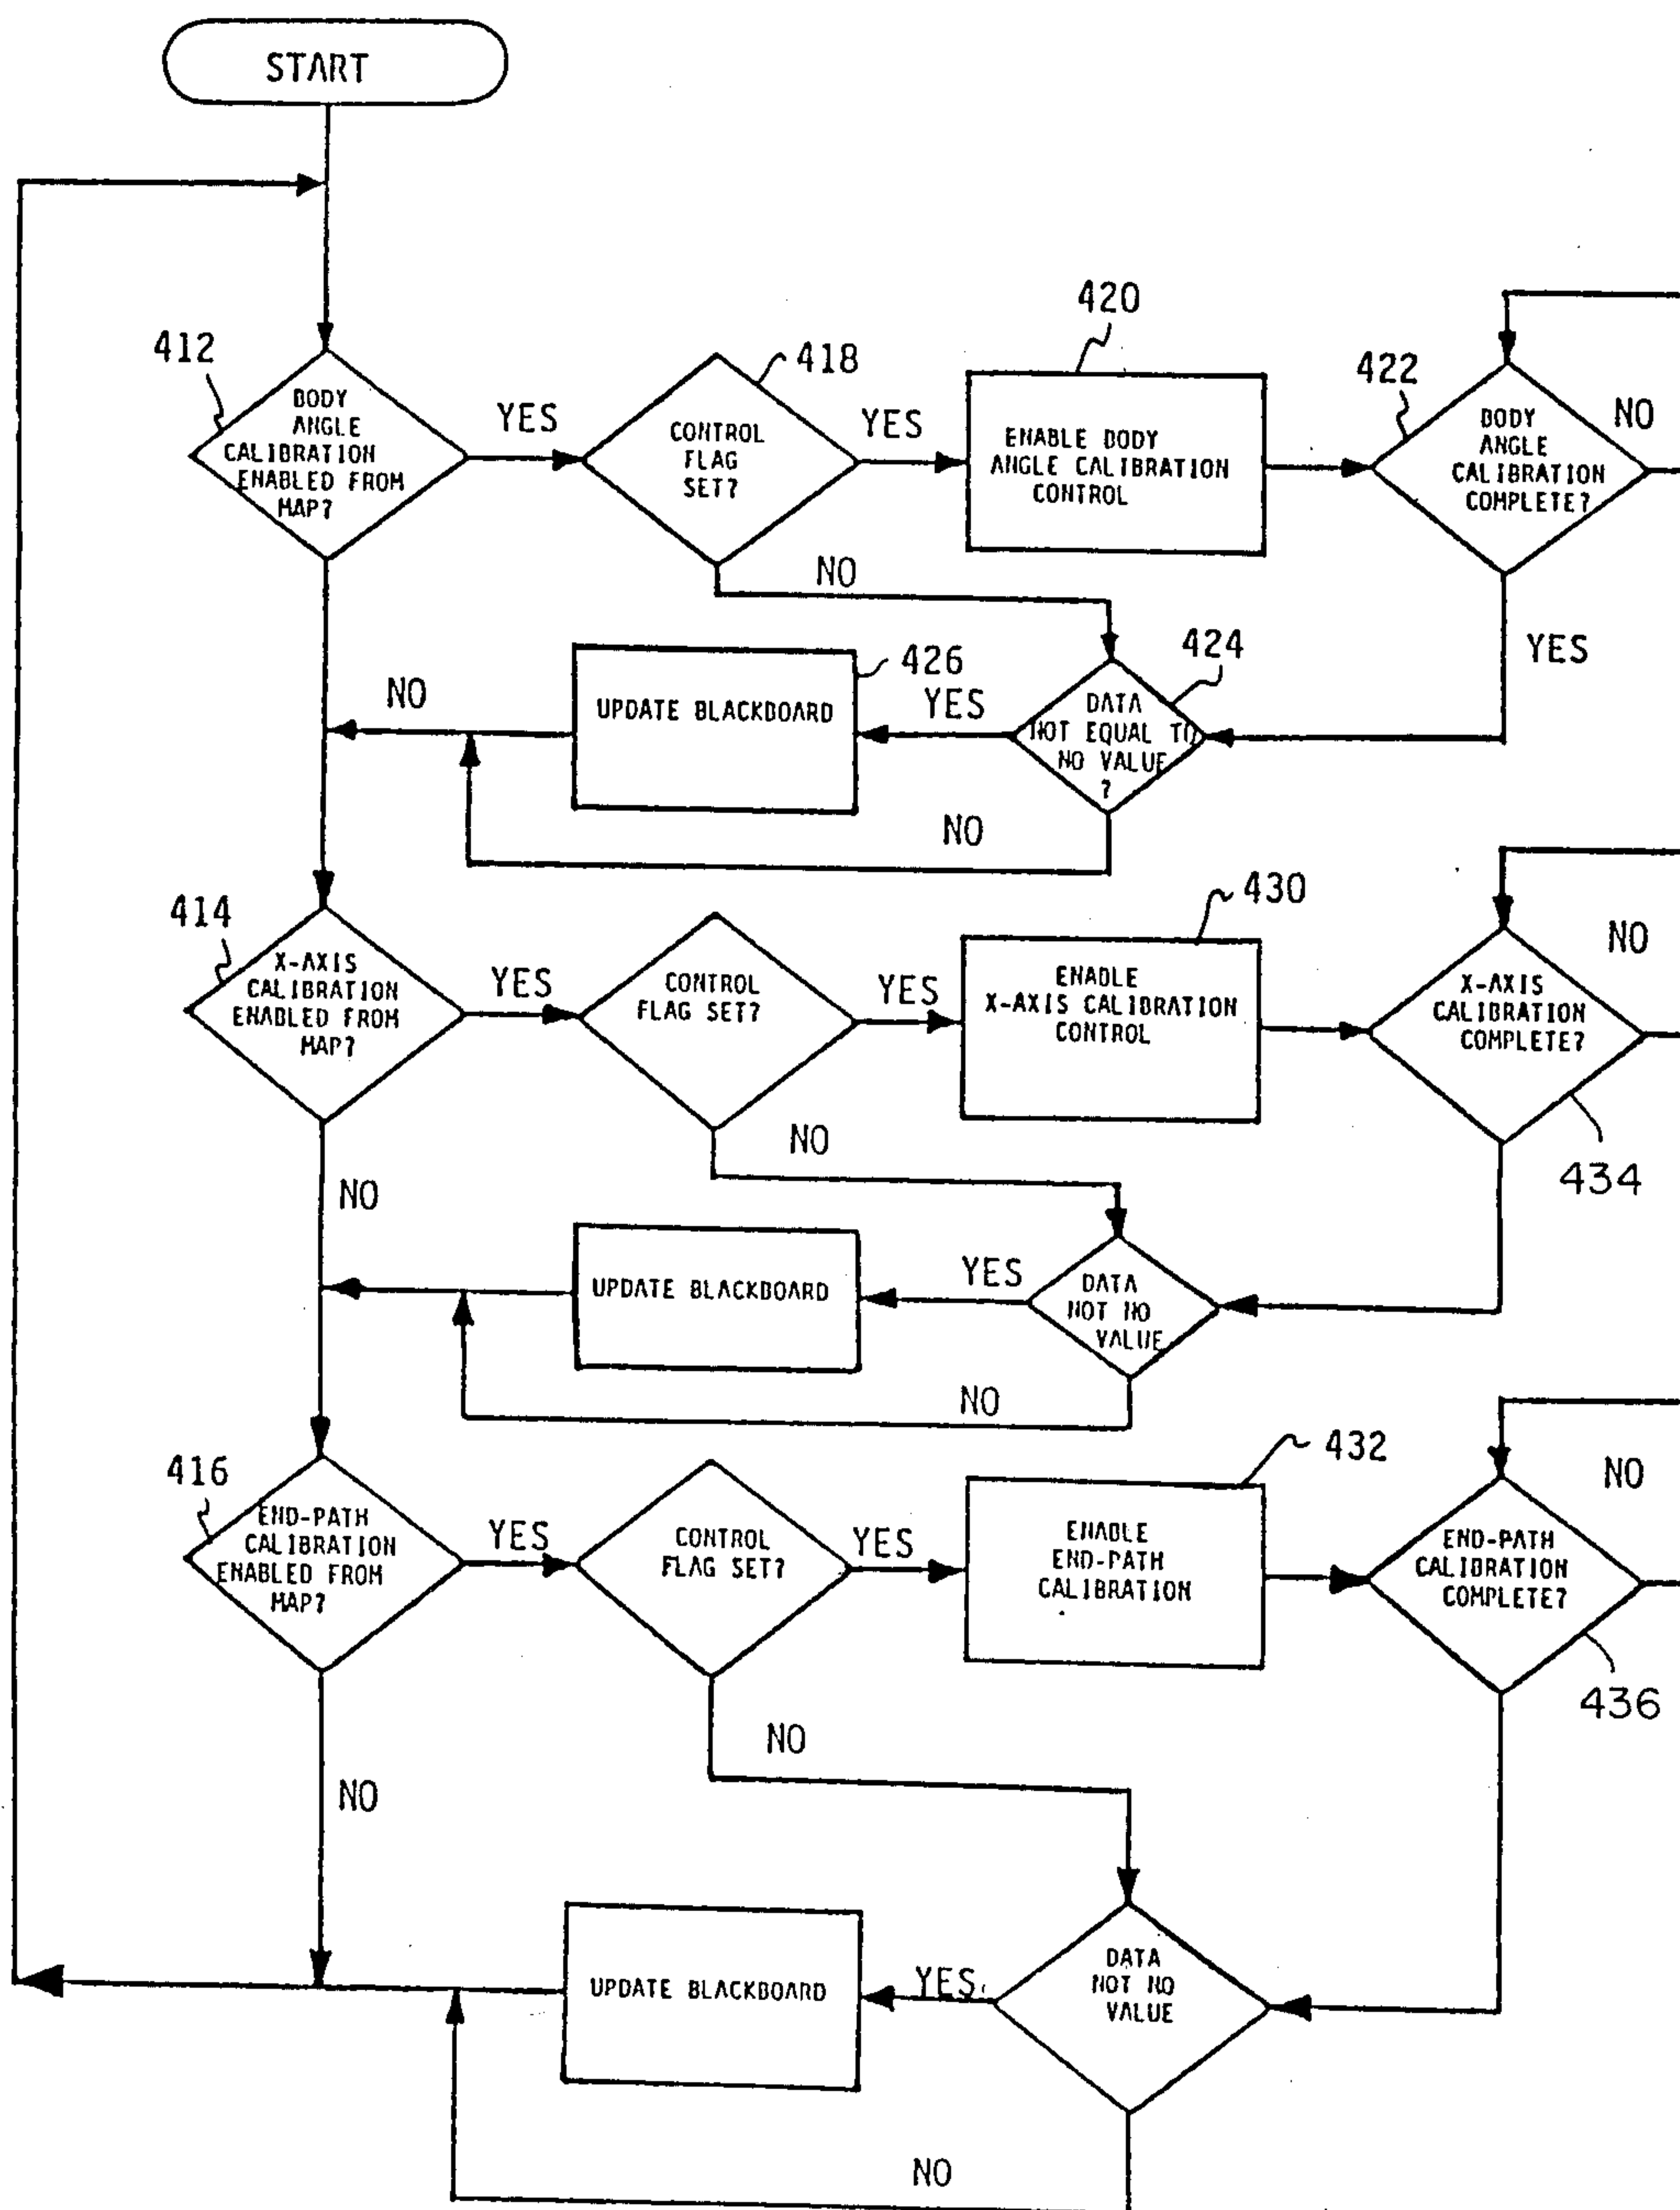 START
412
BODY
ANGLE
CALIBRATION
ENABLED FROM
MAP?
YES
418
CONTROL
FLAG
SET?
YES
420
ENABLE BODY
ANGLE CALIBRATION
CONTROL
422
BODY
ANGLE
CALIBRATION
COMPLETE?
NO
NO
YES
424
DATA
NOT EQUAL TO
NO VALUE
?
YES
426
UPDATE BLACKBOARD
NO
NO
414
X-AXIS
CALIBRATION
ENABLED FROM
MAP?
YES
CONTROL
FLAG SET?
YES
430
ENABLE
X-AXIS CALIBRATION
CONTROL
X-AXIS
CALIBRATION
COMPLETE?
NO
434
NO
NO
DATA
NOT NO
VALUE
YES
UPDATE BLACKBOARD
NO
416
END-PATH
CALIBRATION
ENABLED FROM
MAP?
YES
CONTROL
FLAG SET?
YES
432
ENABLE
END-PATH
CALIBRATION
END-PATH
CALIBRATION
COMPLETE?
NO
436
NO
NO
DATA
NOT NO
VALUE
YES
UPDATE BLACKBOARD
NO